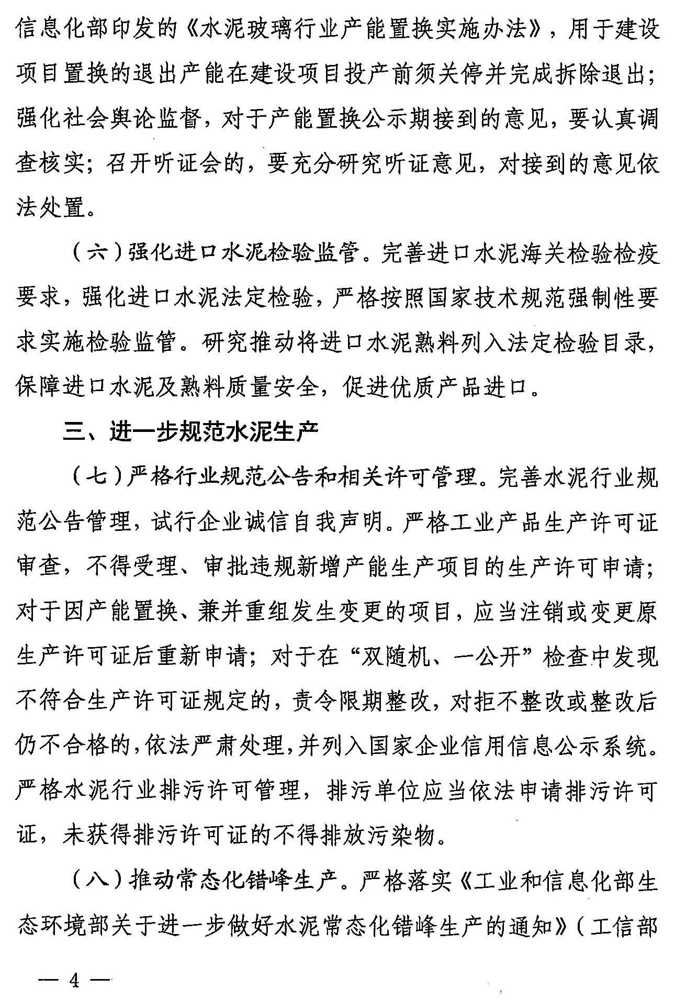 信息化部印发的《水泥玻璃行业产能置换实施办法》，用于建设
项目置换的退出产能在建设项目投产前须关停并完成拆除退出；
强化社会舆论监督，对于产能置换公示期接到的意见，要认真调
查核实；召开听证会的，要充分研究听证意见，对接到的意见依
法处置。
（六）强化进口水泥检验监管。完善进口水泥海关检验检疫
要求，强化进口水泥法定检验，严格按照国家技术规范强制性要
求实施检验监管。研究推动将进口水泥熟料列入法定检验目录，
保障进口水泥及熟料质量安全，促进优质产品进口。
三、进一步规范水泥生产
（七）严格行业规范公告和相关许可管理。完善水泥行业规
范公告管理，试行企业诚信自我声明。严格工业产品生产许可证
审查，不得受理、审批违规新增产能生产项目的生产许可申请；
对于因产能置换、兼并重组发生变更的项目，应当注销或变更原
生产许可证后重新申请；对于在“双随机、一公开”检查中发现
不符合生产许可证规定的，责令限期整改，对拒不整改或整改后
仍不合格的，依法严肃处理，并列入国家企业信用信息公示系统。
严格水泥行业排污许可管理，排污单位应当依法申请排污许可
证，未获得排污许可证的不得排放污染物。
（八）推动常态化错峰生产。严格落实《工业和信息化部生
态环境部关于进一步做好水泥常态化错峰生产的通知》（工信部
— 4 —